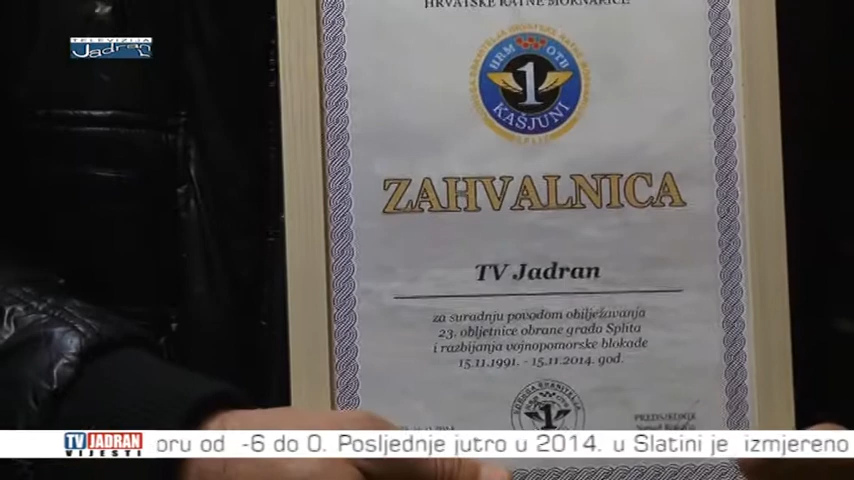 TELEVIZIJA
Jadran
HRVATSKE RATNE MORNARICE
HRM OTB
1
KAŠJUNI
ZAHVALNICA
TV Jadran
za suradnju povodom obilježavanja
23. obljetnice obrane grada Splita
i razbijanja vojnopomorske blokade
15.11.1991. - 15.11.2014. god.
1
PREDSJEDNIK
TV JADRAN
VIJESTI
oru od -6 do 0. Posljednje jutro u 2014. u Slatini je izmjereno